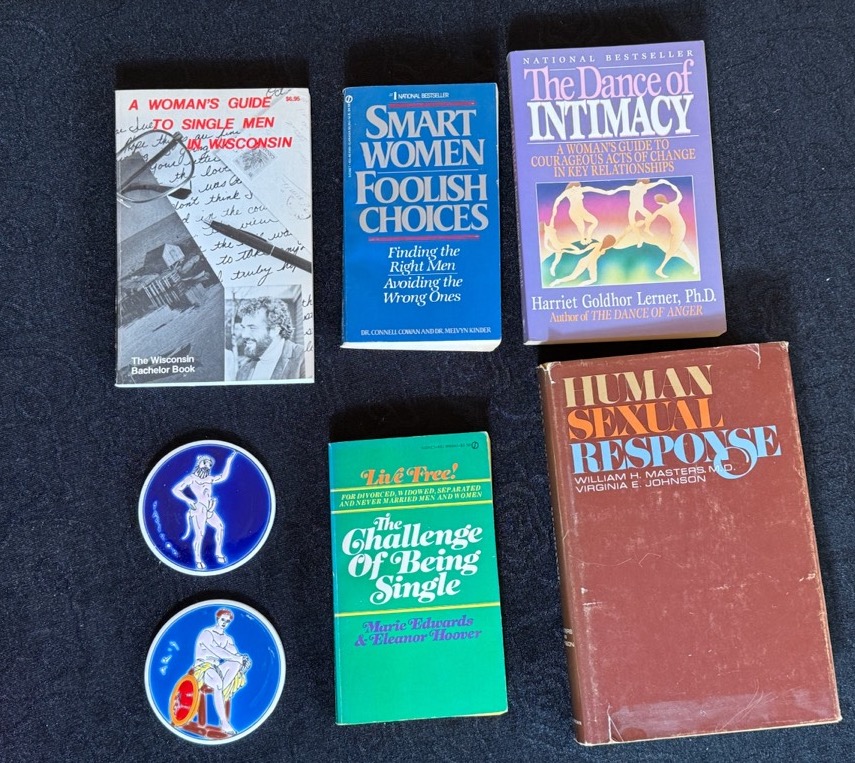 A WOMAN'S GUIDE
$6.95
TO SINGLE MEN
IN WISCONSIN
The Wisconsin
Bachelor Book
#1 NATIONAL BESTSELLER
SMART
WOMEN
FOOLISH
CHOICES
Finding the
Right Men
Avoiding the
Wrong Ones
DR. CONNELL COWAN AND DR. MELVYN KINDER
NATIONAL BESTSELLER
The Dance of
INTIMACY
A WOMAN'S GUIDE TO
COURAGEOUS ACTS OF CHANGE
IN KEY RELATIONSHIPS
Harriet Goldhor Lerner, Ph.D.
Author of THE DANCE OF ANGER
Live Free!
FOR DIVORCED, WIDOWED, SEPARATED
AND NEVER MARRIED MEN AND WOMEN
The
Challenge
Of Being
Single
Marie Edwards
& Eleanor Hoover
HUMAN
SEXUAL
RESPONSE
WILLIAM H. MASTERS, M.D.
VIRGINIA E. JOHNSON